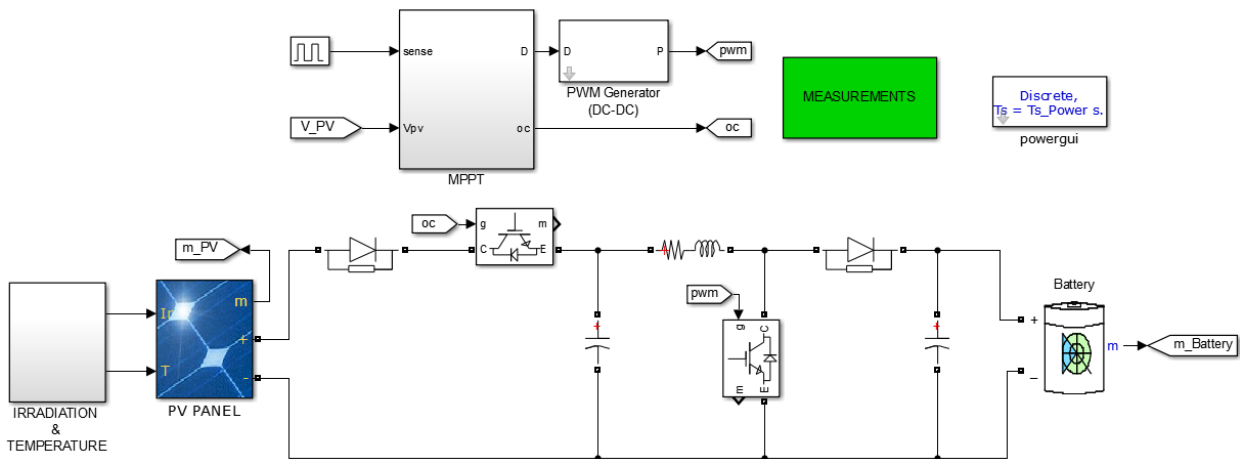 sense
D
D
P
pwm
PWM Generator
(DC-DC)
V_PV
Vpv
oc
oc
MPPT
MEASUREMENTS
Discrete,
Ts = Ts_Power s.
powergui
oc
g
m
C
E
m_PV
m
Ir
+
T
-
PV PANEL
IRRADIATION
&
TEMPERATURE
+
+
+
pwm
g
C
m
E
Battery
+
m
_
m_Battery